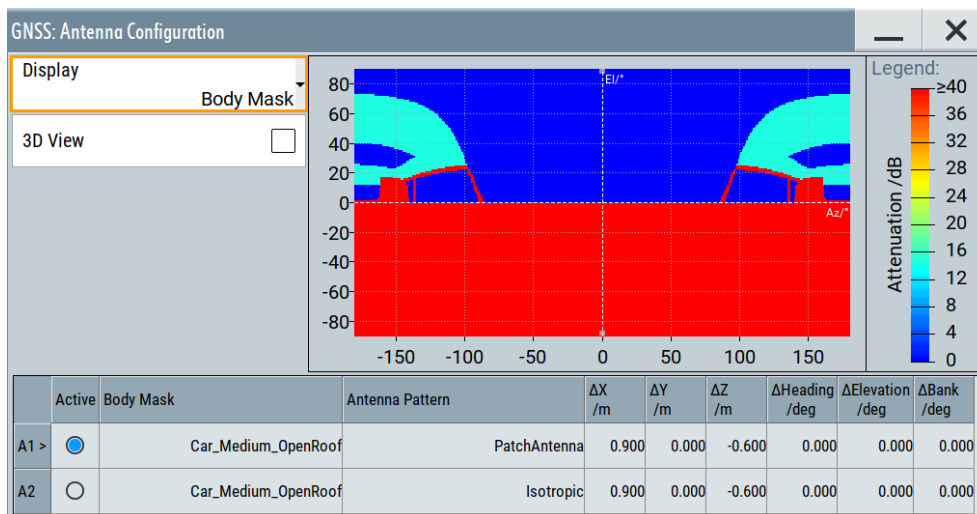 GNSS: Antenna Configuration
Display
Body Mask
3D View
80
60
40
20
0
-20
-40
-60
-80
El/°
Az/°
-150 -100 -50 0 50 100 150
Legend:
Attenuation /dB
≥40
36
32
28
24
20
16
12
8
4
0
Active Body Mask Antenna Pattern ΔX /m ΔY /m ΔZ /m ΔHeading /deg ΔElevation /deg ΔBank /deg
A1 > Car_Medium_OpenRoof PatchAntenna 0.900 0.000 -0.600 0.000 0.000 0.000
A2 Car_Medium_OpenRoof Isotropic 0.900 0.000 -0.600 0.000 0.000 0.000